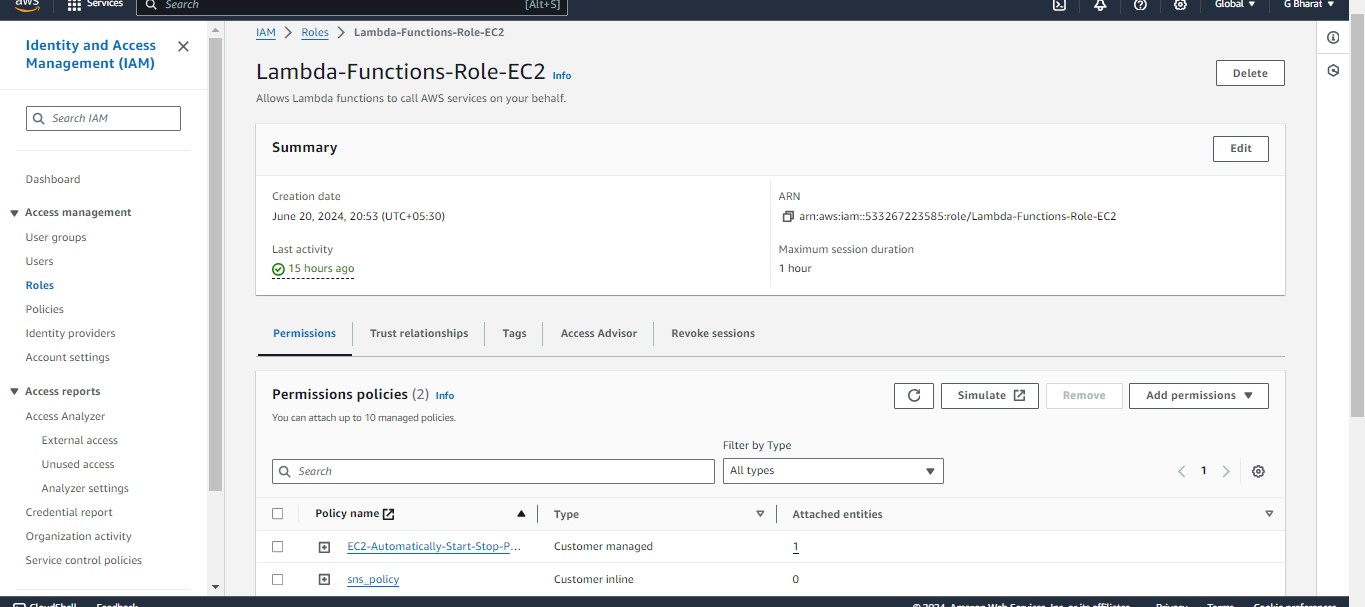 aws
Services
Search
[Alt+S]
Global
G Bharat
Identity and Access
Management (IAM)
Search IAM
Dashboard
Access management
User groups
Users
Roles
Policies
Identity providers
Account settings
Access reports
Access Analyzer
External access
Unused access
Analyzer settings
Credential report
Organization activity
Service control policies
IAM > Roles > Lambda-Functions-Role-EC2
Lambda-Functions-Role-EC2 Info
Delete
Allows Lambda functions to call AWS services on your behalf.
Summary
Edit
Creation date
June 20, 2024, 20:53 (UTC+05:30)
ARN
arn:aws:iam::533267223585:role/Lambda-Functions-Role-EC2
Last activity
15 hours ago
Maximum session duration
1 hour
Permissions
Trust relationships
Tags
Access Advisor
Revoke sessions
Permissions policies (2) Info
You can attach up to 10 managed policies.
Simulate
Remove
Add permissions
Filter by Type
Search
All types
1
Policy name
Type
Attached entities
EC2-Automatically-Start-Stop-P...
Customer managed
1
sns_policy
Customer inline
0
CloudShell
Feedback
© 2024, Amazon Web Services, Inc. or its affiliates.
Privacy
Terms
Cookie preferences